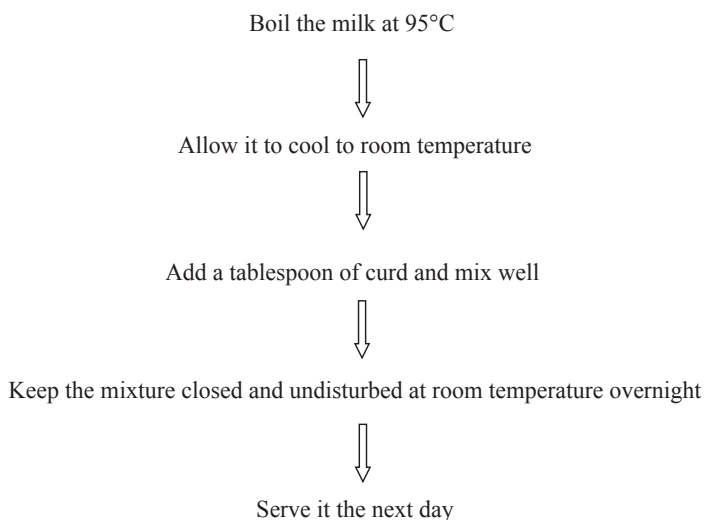 Boil the milk at 95°C
Allow it to cool to room temperature
Add a tablespoon of curd and mix well
Keep the mixture closed and undisturbed at room temperature overnight
Serve it the next day